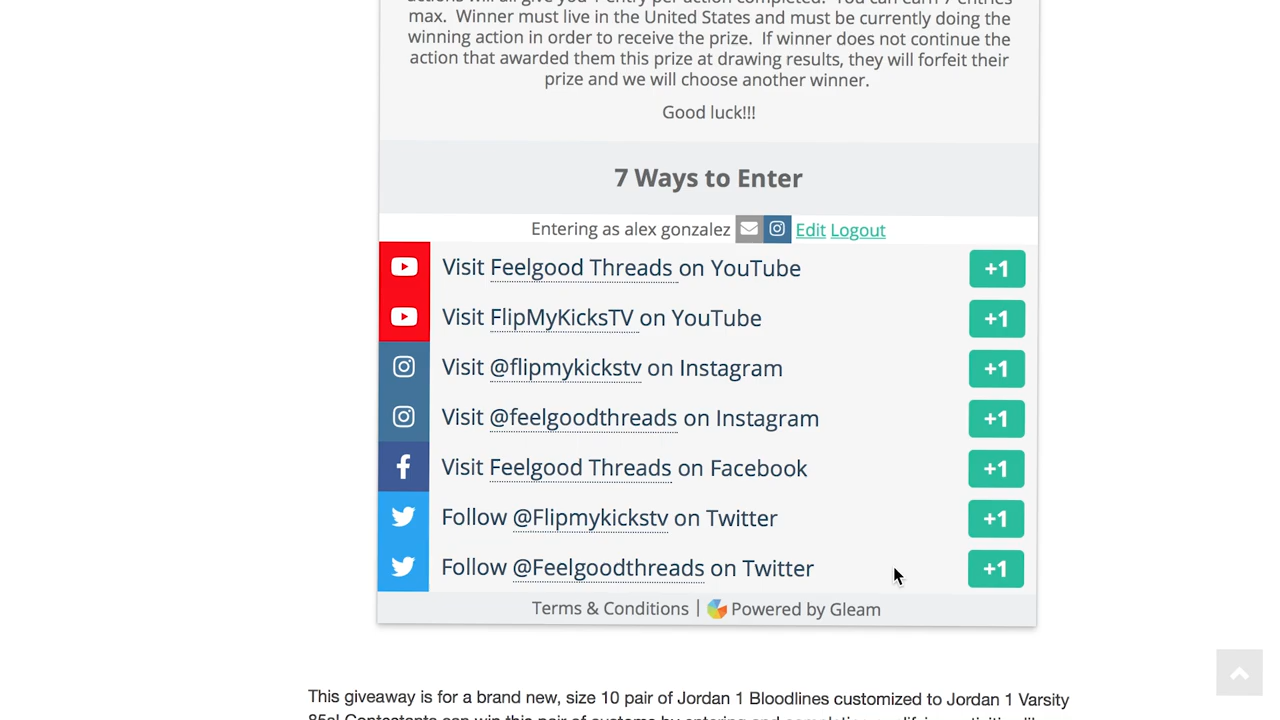 actions will all give you 1 entry per action completed. You can earn 7 entries
max. Winner must live in the United States and must be currently doing the
winning action in order to receive the prize. If winner does not continue the
action that awarded them this prize at drawing results, they will forfeit their
prize and we will choose another winner.
Good luck!!!
7 Ways to Enter
Entering as alex gonzalez Edit Logout
Visit Feelgood Threads on YouTube +1
Visit FlipMyKicksTV on YouTube +1
Visit @flipmykickstv on Instagram +1
Visit @feelgoodthreads on Instagram +1
Visit Feelgood Threads on Facebook +1
Follow @Flipmykickstv on Twitter +1
Follow @Feelgoodthreads on Twitter +1
Terms & Conditions | Powered by Gleam
This giveaway is for a brand new, size 10 pair of Jordan 1 Bloodlines customized to Jordan 1 Varsity